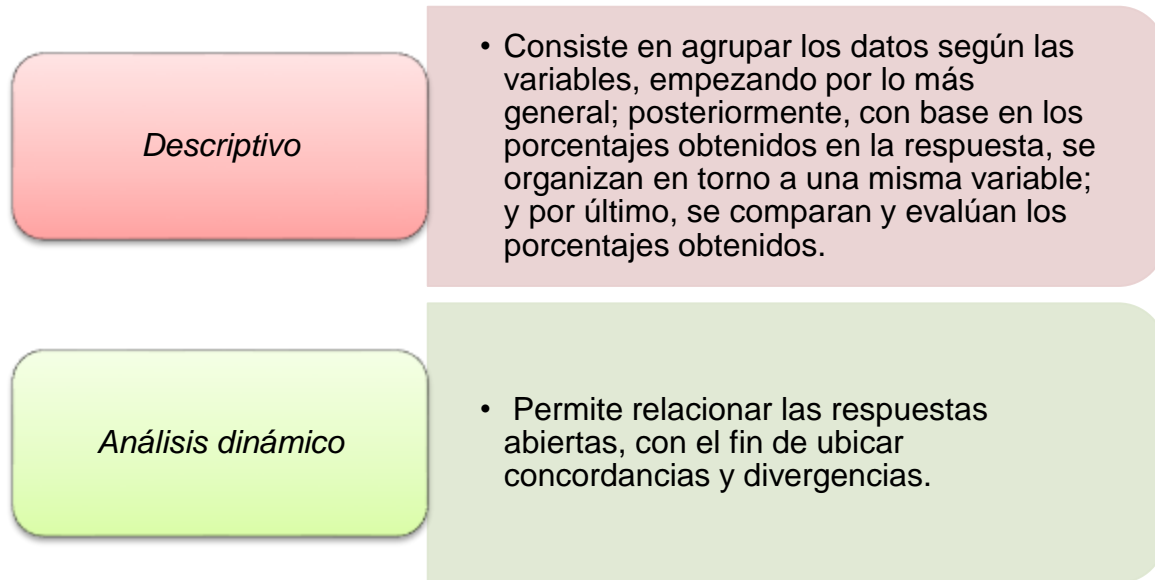 Descriptivo
• Consiste en agrupar los datos según las
variables, empezando por lo más
general; posteriormente, con base en los
porcentajes obtenidos en la respuesta, se
organizan en torno a una misma variable;
y por último, se comparan y evalúan los
porcentajes obtenidos.
Análisis dinámico
• Permite relacionar las respuestas
abiertas, con el fin de ubicar
concordancias y divergencias.